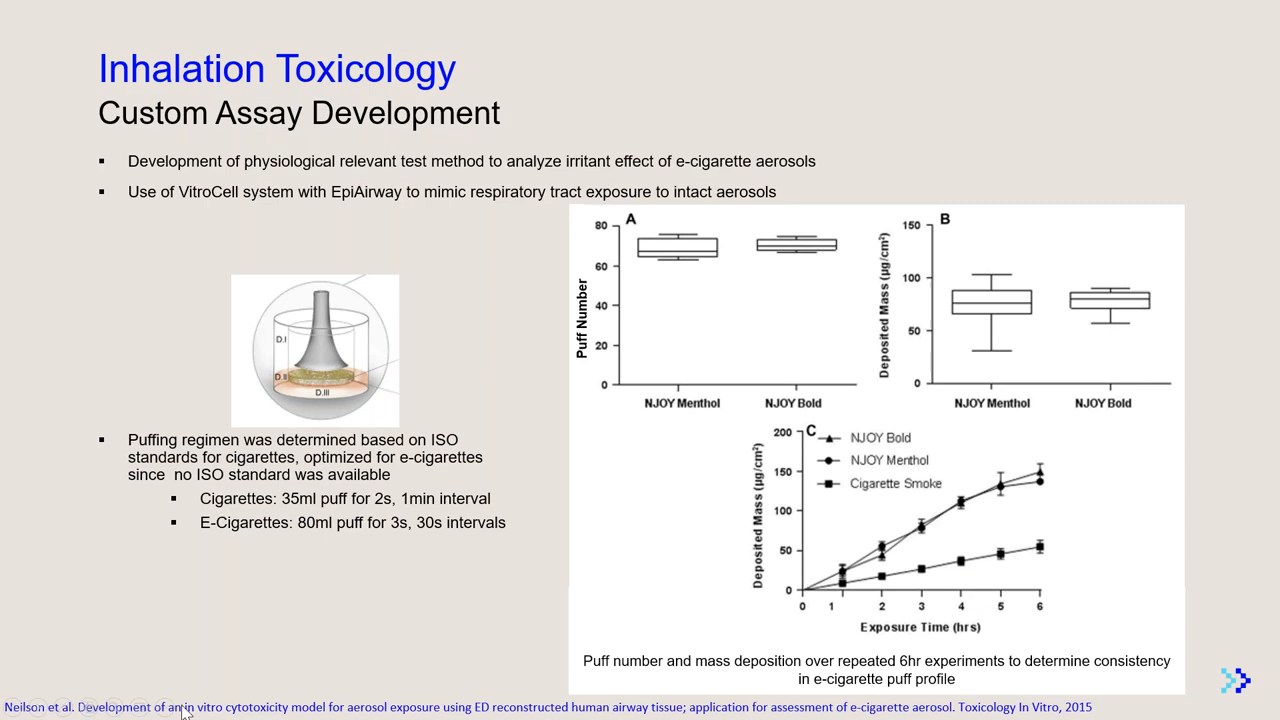 Inhalation Toxicology
Custom Assay Development
Development of physiological relevant test method to analyze irritant effect of e-cigarette aerosols
Use of VitroCell system with EpiAirway to mimic respiratory tract exposure to intact aerosols
D.I
D.II
D.III
Puffing regimen was determined based on ISO
standards for cigarettes, optimized for e-cigarettes
since no ISO standard was available
Cigarettes: 35ml puff for 2s, 1min interval
E-Cigarettes: 80ml puff for 3s, 30s intervals
A
Puff Number
80
60
40
20
0
NJOY Menthol NJOY Bold
B
Deposited Mass (µg/cm²)
150
100
50
0
NJOY Menthol NJOY Bold
C
Deposited Mass (µg/cm²)
200
150
100
50
0
NJOY Bold
NJOY Menthol
Cigarette Smoke
0 1 2 3 4 5 6
Exposure Time (hrs)
Puff number and mass deposition over repeated 6hr experiments to determine consistency
in e-cigarette puff profile
Neilson et al. Development of an in vitro cytotoxicity model for aerosol exposure using ED reconstructed human airway tissue; application for assessment of e-cigarette aerosol. Toxicology In Vitro, 2015